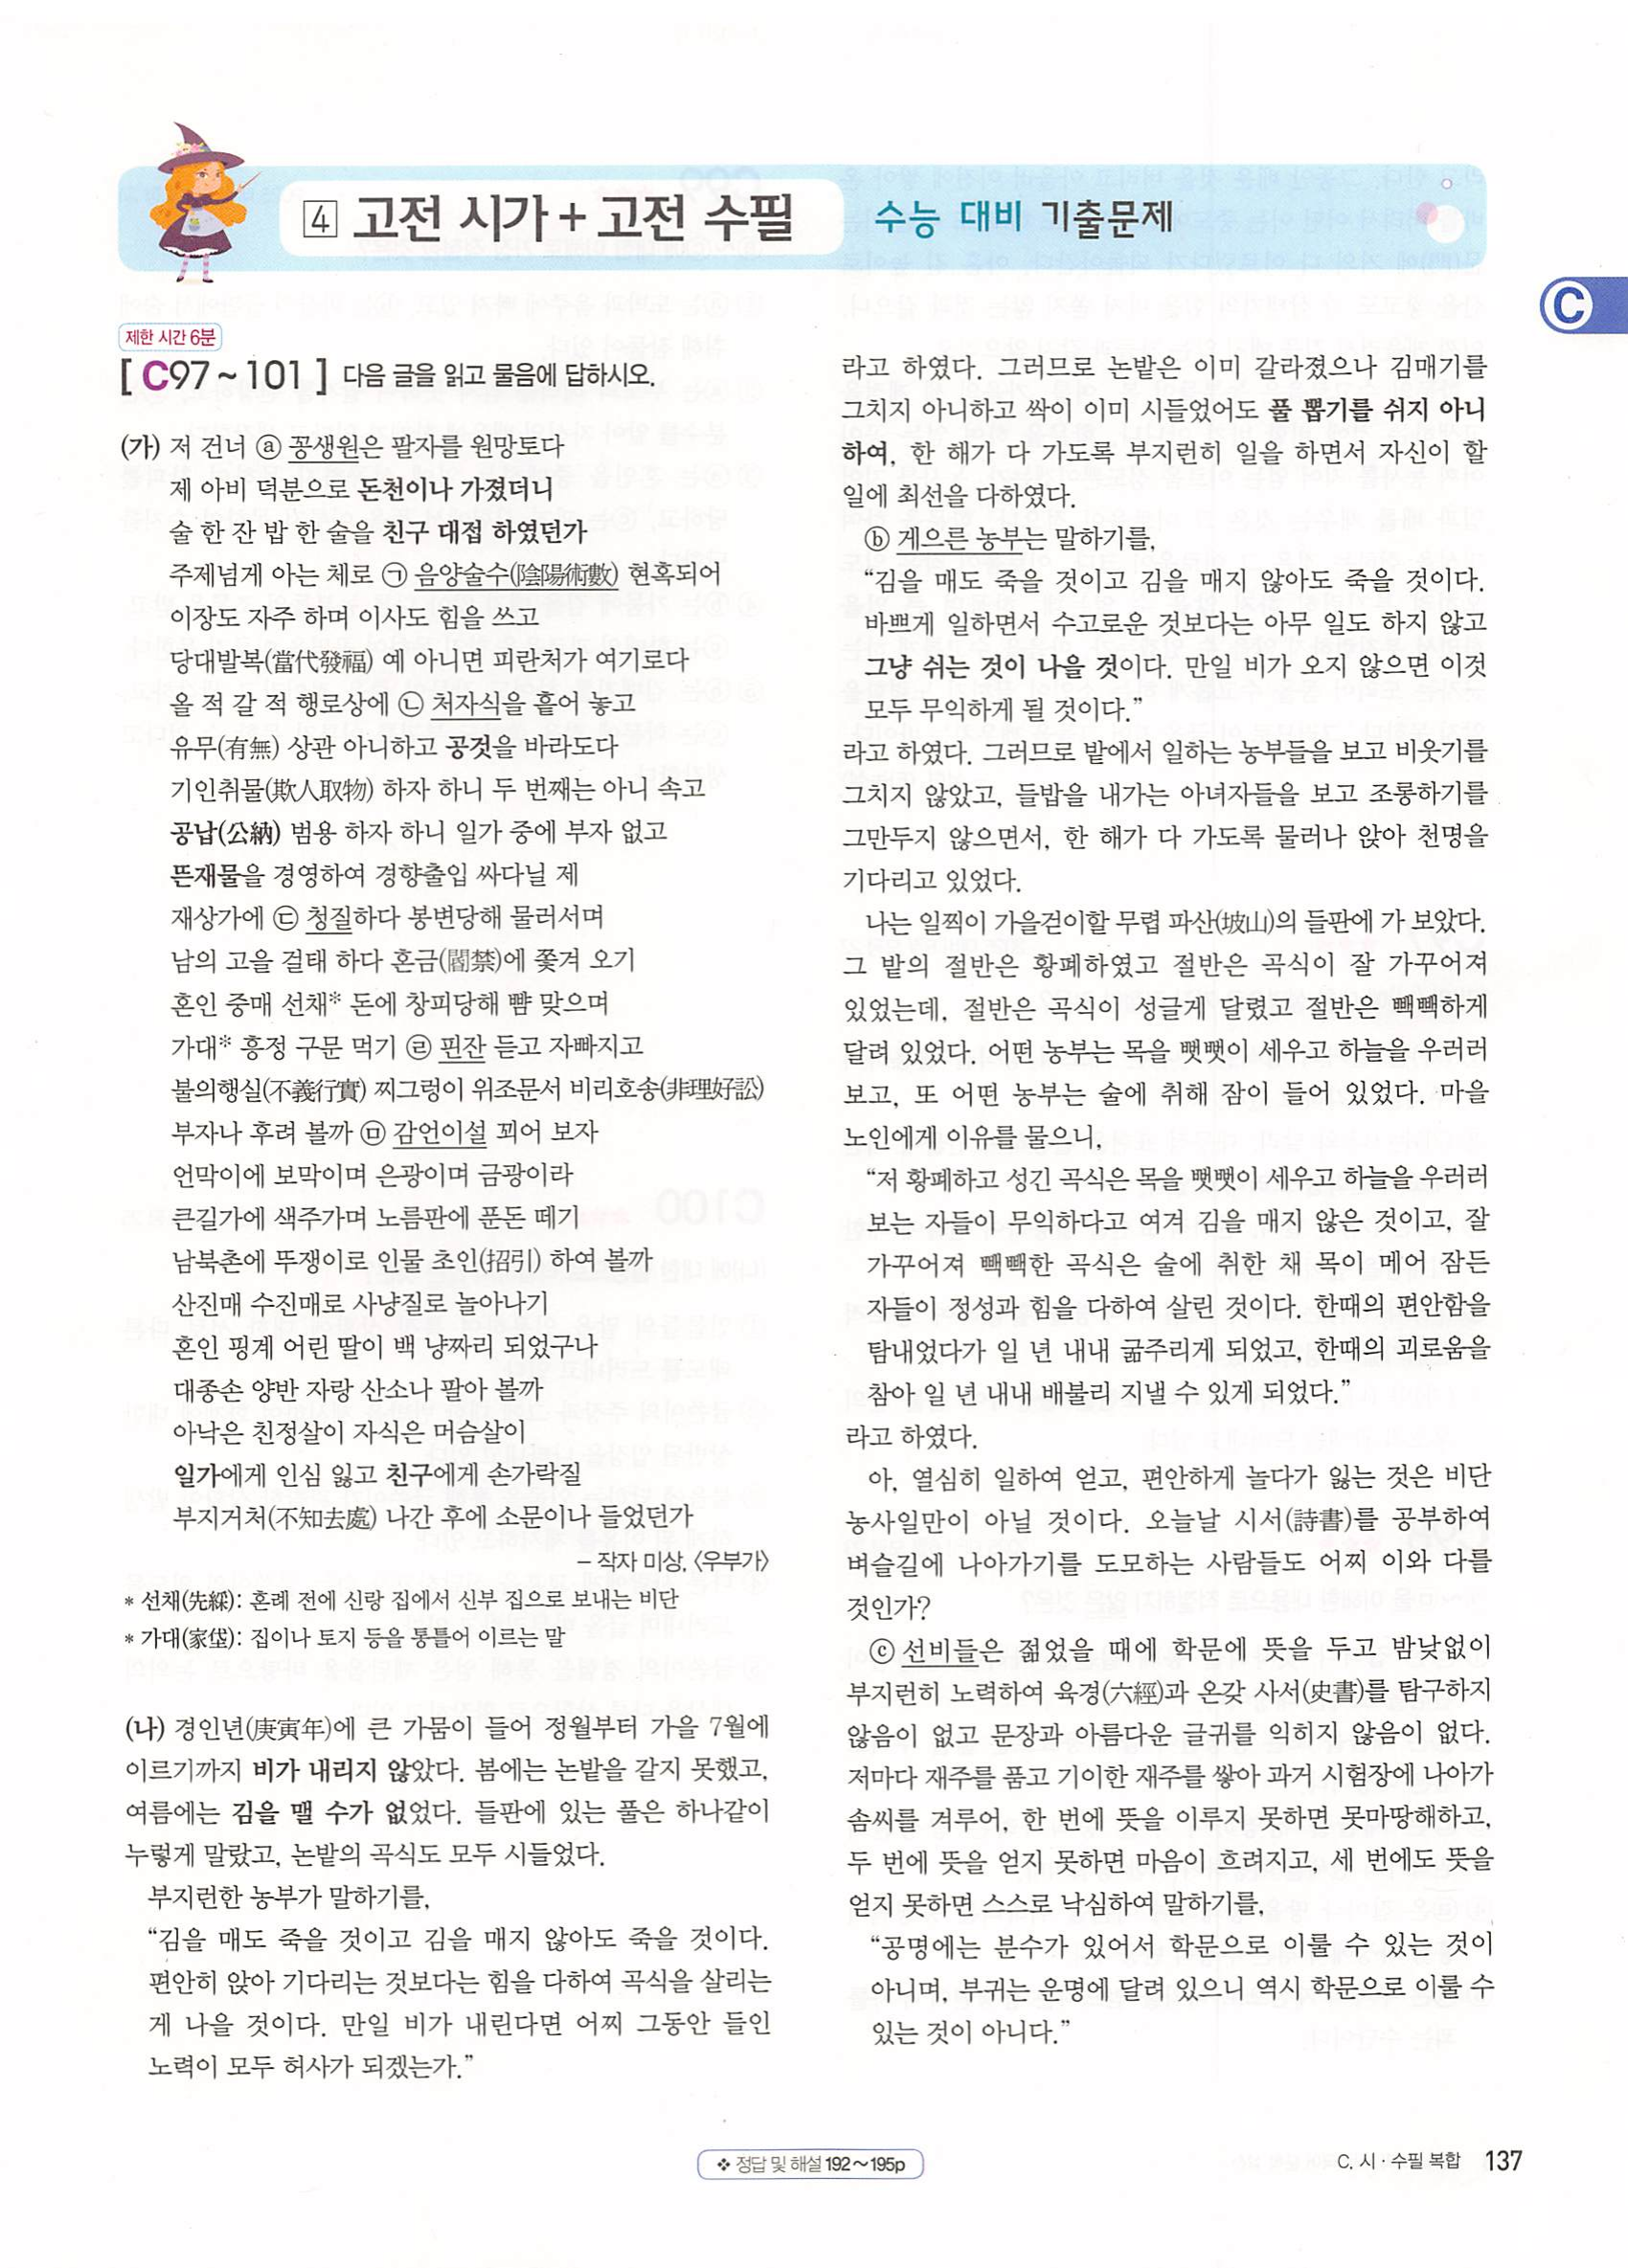 4 고전 시가 + 고전 수필 수능 대비 기출문제
C
제한 시간 6분
[ C97 ~ 101 ] 다음 글을 읽고 물음에 답하시오.
(가) 저 건너 ⓐ 꽁생원은 팔자를 원망토다
제 아비 덕분으로 돈천이나 가졌더니
술 한 잔 밥 한 술을 친구 대접 하였던가
주제넘게 아는 체로 ㉠ 음양술수(陰陽術數) 현혹되어
이장도 자주 하며 이사도 힘을 쓰고
당대발복(當代發福) 예 아니면 피란처가 여기로다
올 적 갈 적 행로상에 ㉡ 처자식을 흩어 놓고
유무(有無) 상관 아니하고 공것을 바라도다
기인취물(欺人取物) 하자 하니 두 번째는 아니 속고
공납(公納) 범용 하자 하니 일가 중에 부자 없고
뜬재물을 경영하여 경향출입 싸다닐 제
재상가에 ㉢ 청질하다 봉변당해 물러서며
남의 고을 걸태 하다 혼금(閽禁)에 쫓겨 오기
혼인 중매 선채* 돈에 창피당해 뺨 맞으며
가대* 흥정 구문 먹기 ㉣ 핀잔 듣고 자빠지고
불의행실(不義行實) 찌그렁이 위조문서 비리호송(非理好訟)
부자나 후려 볼까 ㉤ 감언이설 꾀어 보자
언막이에 보막이며 은광이며 금광이라
큰길가에 색주가며 노름판에 푼돈 떼기
남북촌에 뚜쟁이로 인물 초인(招引) 하여 볼까
산진매 수진매로 사냥질로 놀아나기
혼인 핑계 어린 딸이 백 냥짜리 되었구나
대종손 양반 자랑 산소나 팔아 볼까
아낙은 친정살이 자식은 머슴살이
일가에게 인심 잃고 친구에게 손가락질
부지거처(不知去處) 나간 후에 소문이나 들었던가
– 작자 미상, <우부가>
* 선채(先綵): 혼례 전에 신랑 집에서 신부 집으로 보내는 비단
* 가대(家垈): 집이나 토지 등을 통틀어 이르는 말
(나) 경인년(庚寅年)에 큰 가뭄이 들어 정월부터 가을 7월에
이르기까지 비가 내리지 않았다. 봄에는 논밭을 갈지 못했고,
여름에는 김을 맬 수가 없었다. 들판에 있는 풀은 하나같이
누렇게 말랐고, 논밭의 곡식도 모두 시들었다.
부지런한 농부가 말하기를,
“김을 매도 죽을 것이고 김을 매지 않아도 죽을 것이다.
편안히 앉아 기다리는 것보다는 힘을 다하여 곡식을 살리는
게 나을 것이다. 만일 비가 내린다면 어찌 그동안 들인
노력이 모두 허사가 되겠는가.”
라고 하였다. 그러므로 논밭은 이미 갈라졌으나 김매기를
그치지 아니하고 싹이 이미 시들었어도 풀 뽑기를 쉬지 아니
하여, 한 해가 다 가도록 부지런히 일을 하면서 자신이 할
일에 최선을 다하였다.
ⓑ 게으른 농부는 말하기를,
“김을 매도 죽을 것이고 김을 매지 않아도 죽을 것이다.
바쁘게 일하면서 수고로운 것보다는 아무 일도 하지 않고
그냥 쉬는 것이 나을 것이다. 만일 비가 오지 않으면 이것
모두 무익하게 될 것이다.”
라고 하였다. 그러므로 밭에서 일하는 농부들을 보고 비웃기를
그치지 않았고, 들밥을 내가는 아녀자들을 보고 조롱하기를
그만두지 않으면서, 한 해가 다 가도록 물러나 앉아 천명을
기다리고 있었다.
나는 일찍이 가을걷이할 무렵 파산(坡山)의 들판에 가 보았다.
그 밭의 절반은 황폐하였고 절반은 곡식이 잘 가꾸어져
있었는데, 절반은 곡식이 성글게 달렸고 절반은 빽빽하게
달려 있었다. 어떤 농부는 목을 뻣뻣이 세우고 하늘을 우러러
보고, 또 어떤 농부는 술에 취해 잠이 들어 있었다. 마을
노인에게 이유를 물으니,
“저 황폐하고 성긴 곡식은 목을 뻣뻣이 세우고 하늘을 우러러
보는 자들이 무익하다고 여겨 김을 매지 않은 것이고, 잘
가꾸어져 빽빽한 곡식은 술에 취한 채 목이 메어 잠든
자들이 정성과 힘을 다하여 살린 것이다. 한때의 편안함을
탐내었다가 일 년 내내 굶주리게 되었고, 한때의 괴로움을
참아 일 년 내내 배불리 지낼 수 있게 되었다.”
라고 하였다.
아, 열심히 일하여 얻고, 편안하게 놀다가 잃는 것은 비단
농사일만이 아닐 것이다. 오늘날 시서(詩書)를 공부하여
벼슬길에 나아가기를 도모하는 사람들도 어찌 이와 다를
것인가?
ⓒ 선비들은 젊었을 때에 학문에 뜻을 두고 밤낮없이
부지런히 노력하여 육경(六經)과 온갖 사서(史書)를 탐구하지
않음이 없고 문장과 아름다운 글귀를 익히지 않음이 없다.
저마다 재주를 품고 기이한 재주를 쌓아 과거 시험장에 나아가
솜씨를 겨루어, 한 번에 뜻을 이루지 못하면 못마땅해하고,
두 번에 뜻을 얻지 못하면 마음이 흐려지고, 세 번에도 뜻을
얻지 못하면 스스로 낙심하여 말하기를,
“공명에는 분수가 있어서 학문으로 이룰 수 있는 것이
아니며, 부귀는 운명에 달려 있으니 역시 학문으로 이룰 수
있는 것이 아니다.”
❖ 정답 및 해설 192~195p
C. 시·수필 복합 137